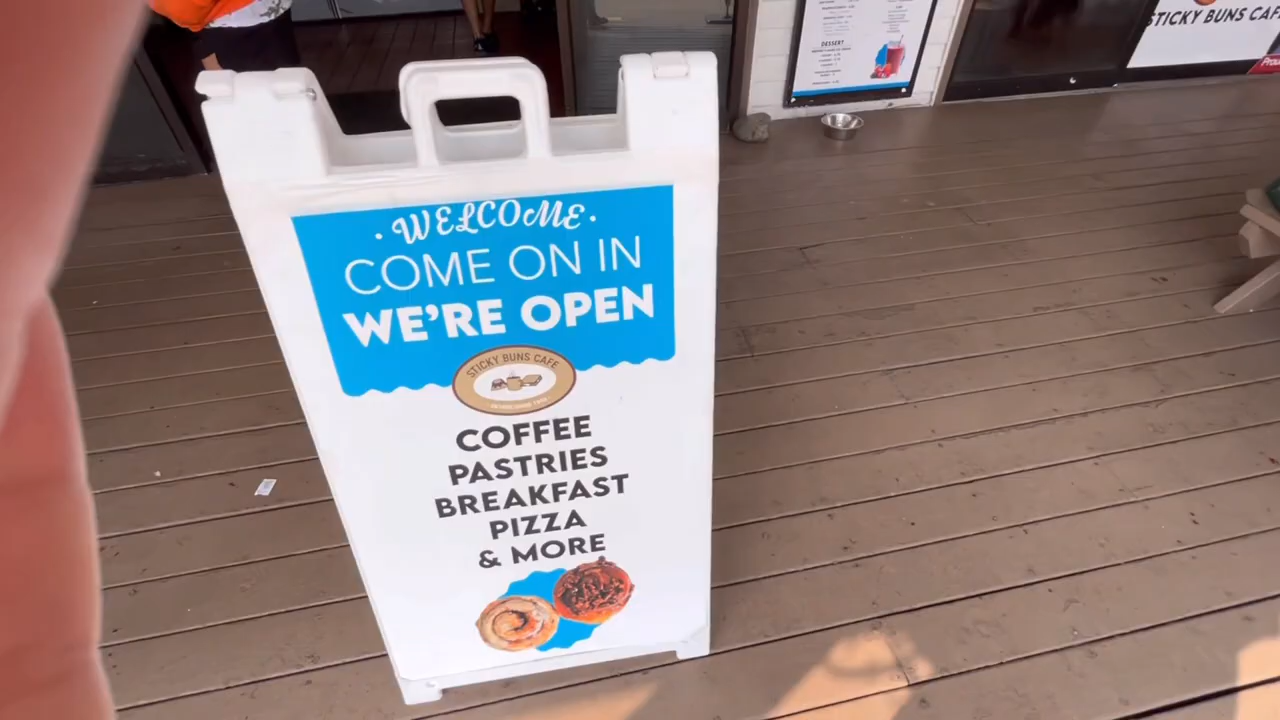 · WELCOME ·
COME ON IN
WE'RE OPEN
STICKY BUNS CAFE
COFFEE
PASTRIES
BREAKFAST
PIZZA
& MORE
DESSERT
STICKY BUNS CAF